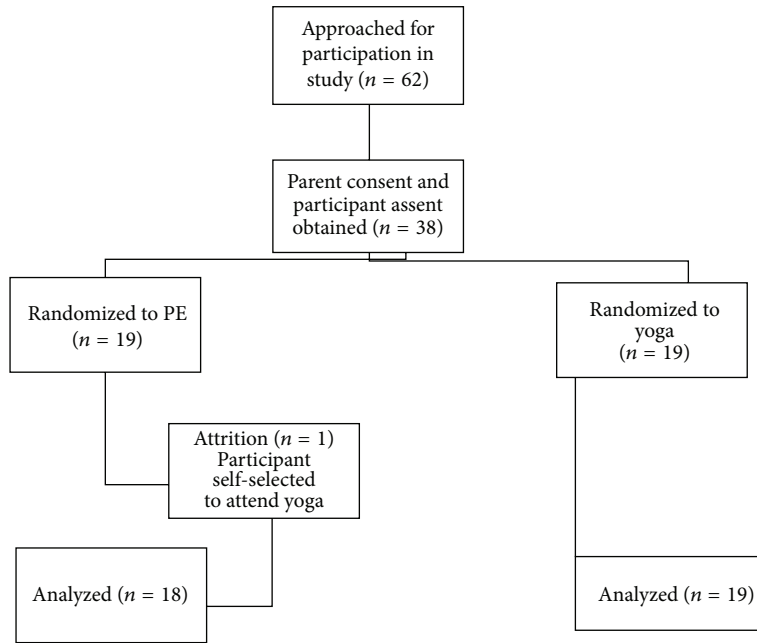 Approached for
participation in
study (n = 62)
Parent consent and
participant assent
obtained (n = 38)
Randomized to PE
(n = 19)
Randomized to
yoga
(n = 19)
Attrition (n = 1)
Participant
self-selected
to attend yoga
Analyzed (n = 18)
Analyzed (n = 19)